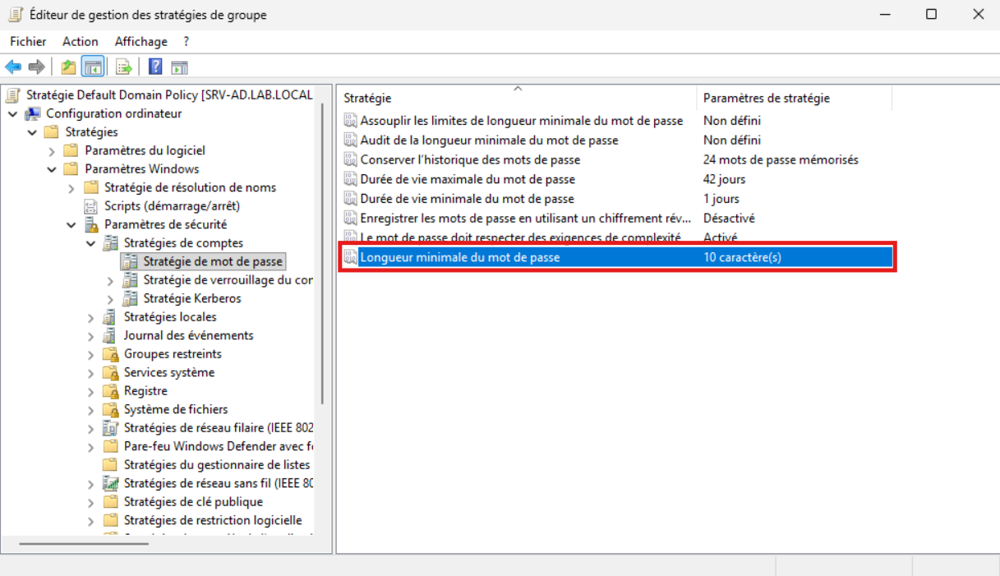 Éditeur de gestion des stratégies de groupe
Fichier Action Affichage ?
Stratégie Default Domain Policy [SRV-AD.LAB.LOCAL
Configuration ordinateur
Stratégies
Paramètres du logiciel
Paramètres Windows
Stratégie de résolution de noms
Scripts (démarrage/arrêt)
Paramètres de sécurité
Stratégies de comptes
Stratégie de mot de passe
Stratégie de verrouillage du cor
Stratégie Kerberos
Stratégies locales
Journal des événements
Groupes restreints
Services système
Registre
Système de fichiers
Stratégies de réseau filaire (IEEE 802
Pare-feu Windows Defender avec f
Stratégies du gestionnaire de listes
Stratégies de réseau sans fil (IEEE 80
Stratégies de clé publique
Stratégies de restriction logicielle
Stratégie Paramètres de stratégie
Assouplir les limites de longueur minimale du mot de passe Non défini
Audit de la longueur minimale du mot de passe Non défini
Conserver l'historique des mots de passe 24 mots de passe mémorisés
Durée de vie maximale du mot de passe 42 jours
Durée de vie minimale du mot de passe 1 jours
Enregistrer les mots de passe en utilisant un chiffrement rév... Désactivé
Le mot de passe doit respecter des exigences de complexité Activé
Longueur minimale du mot de passe 10 caractère(s)